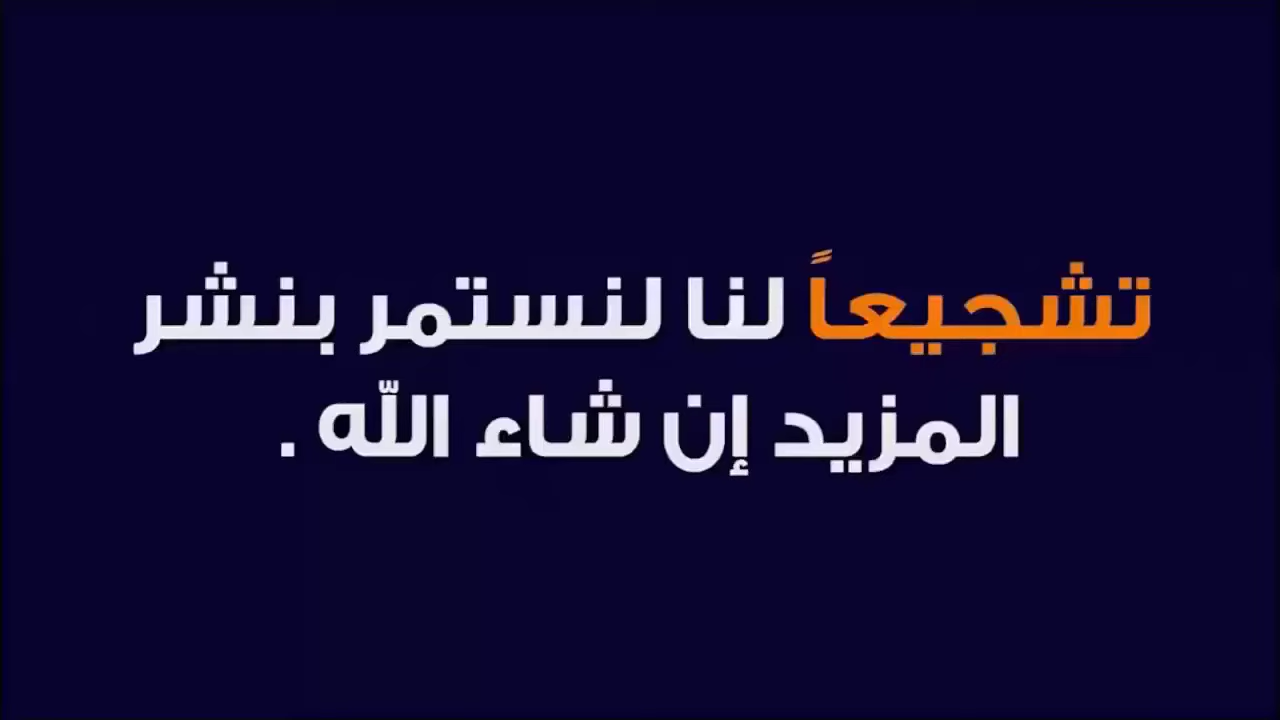 تشجيعاً لنا لنستمر بنشر
المزيد إن شاء اللّه .